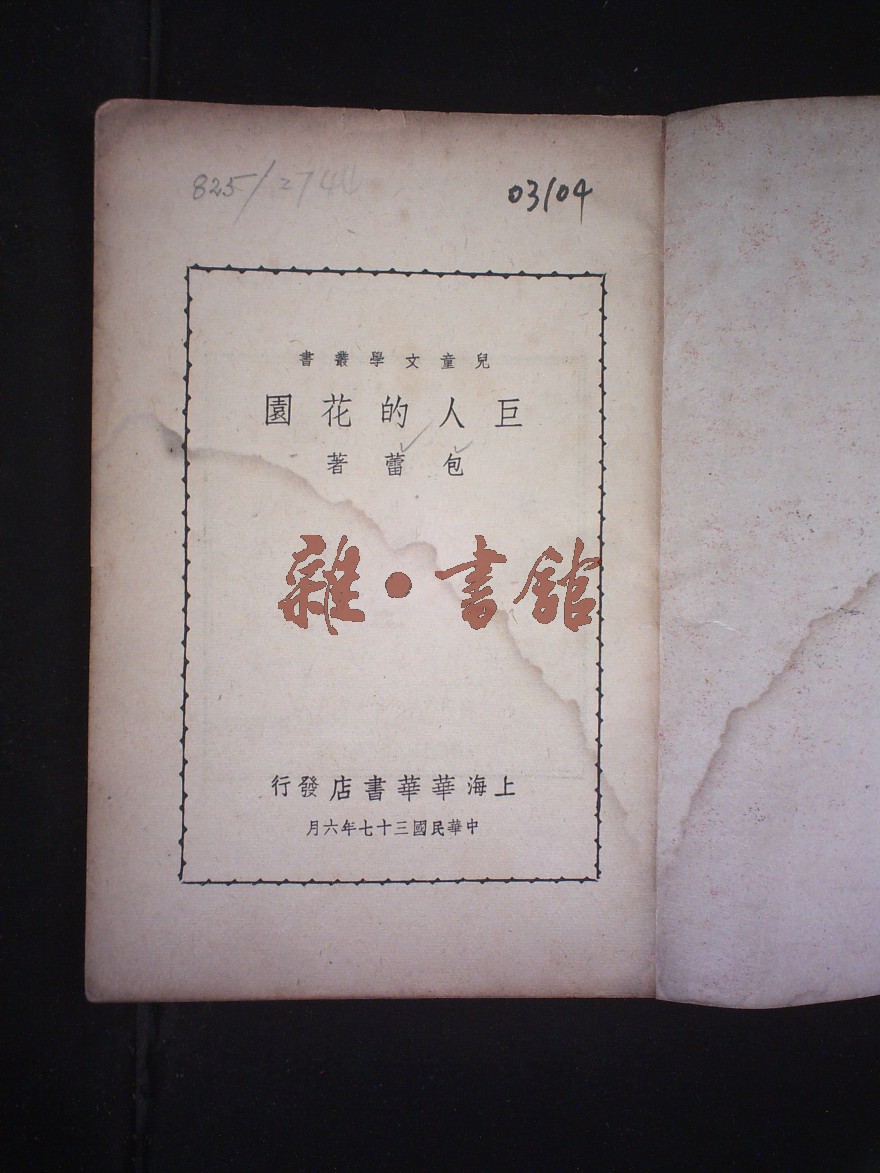 825/2744
03104
兒童文學叢書
巨人的花園
包蕾著
雜·書館
上海華華書店發行
中華民國三十七年六月